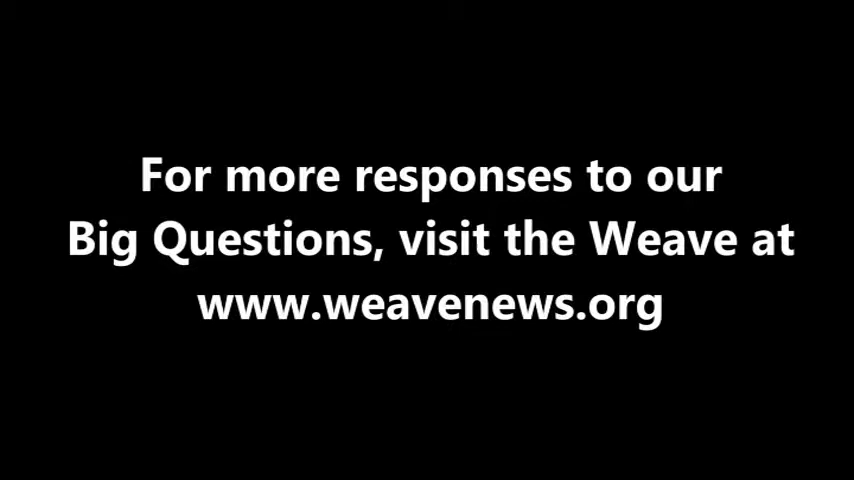 For more responses to our
Big Questions, visit the Weave at
www.weavenews.org